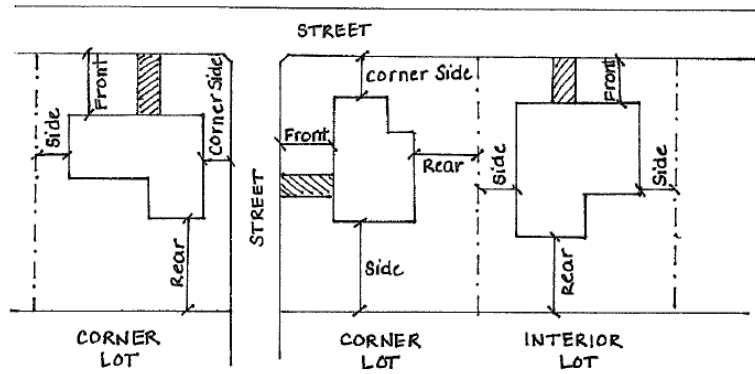 STREET
Front
Side
Corner Side
Rear
STREET
Corner Side
Front
Rear
Side
Front
Side
Side
Rear
CORNER
LOT
CORNER
LOT
INTERIOR
LOT